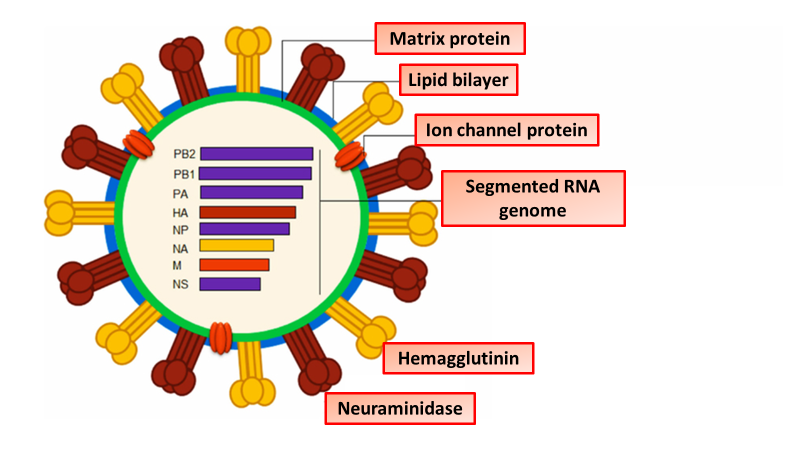 Matrix protein
Lipid bilayer
Ion channel protein
Segmented RNA
genome
PB2
PB1
PA
HA
NP
NA
M
NS
Hemagglutinin
Neuraminidase